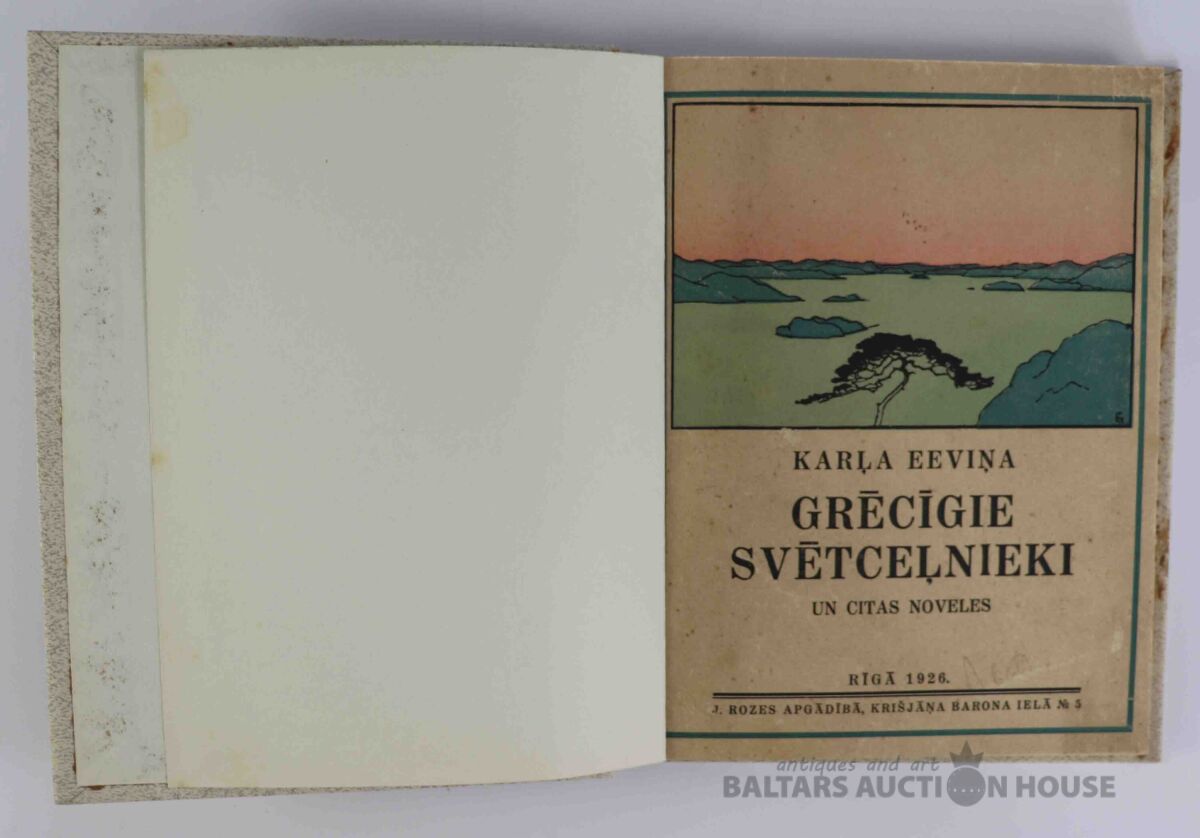 KARĻA EEVIŅA
GRĒCĪGIE
SVĒTCEĻNIEKI
UN CITAS NOVELES
RĪGĀ 1926.
J. ROZES APGĀDĪBĀ, KRIŠJĀŅA BARONA IELĀ № 5
antiques and art
BALTARS AUCTION HOUSE